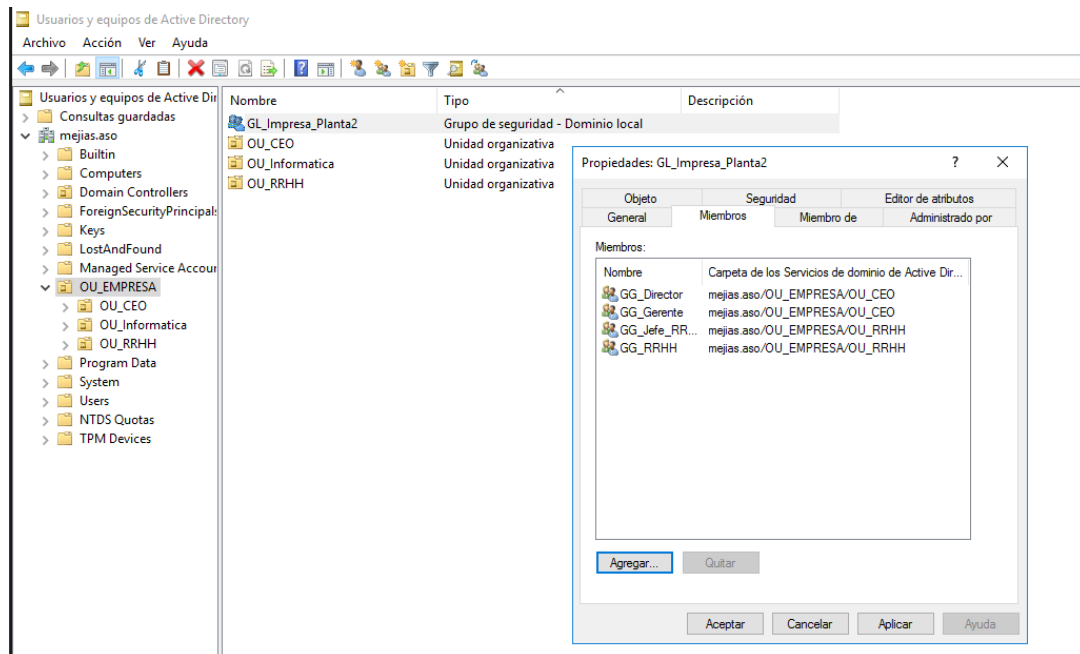 Usuarios y equipos de Active Directory
Archivo Acción Ver Ayuda
Usuarios y equipos de Active Dir
Consultas guardadas
mejias.aso
Builtin
Computers
Domain Controllers
ForeignSecurityPrincipals
Keys
LostAndFound
Managed Service Accour
OU_EMPRESA
OU_CEO
OU_Informatica
OU_RRHH
Program Data
System
Users
NTDS Quotas
TPM Devices
Nombre Tipo Descripción
GL_Impresa_Planta2 Grupo de seguridad - Dominio local
OU_CEO Unidad organizativa
OU_Informatica Unidad organizativa
OU_RRHH Unidad organizativa
Propiedades: GL_Impresa_Planta2 ?
Objeto Seguridad Editor de atributos
General Miembros Miembro de Administrado por
Miembros:
Nombre Carpeta de los Servicios de dominio de Active Dir...
GG_Director mejias.aso/OU_EMPRESA/OU_CEO
GG_Gerente mejias.aso/OU_EMPRESA/OU_CEO
GG_Jefe_RR... mejias.aso/OU_EMPRESA/OU_RRHH
GG_RRHH mejias.aso/OU_EMPRESA/OU_RRHH
Agregar... Quitar
Aceptar Cancelar Aplicar Ayuda